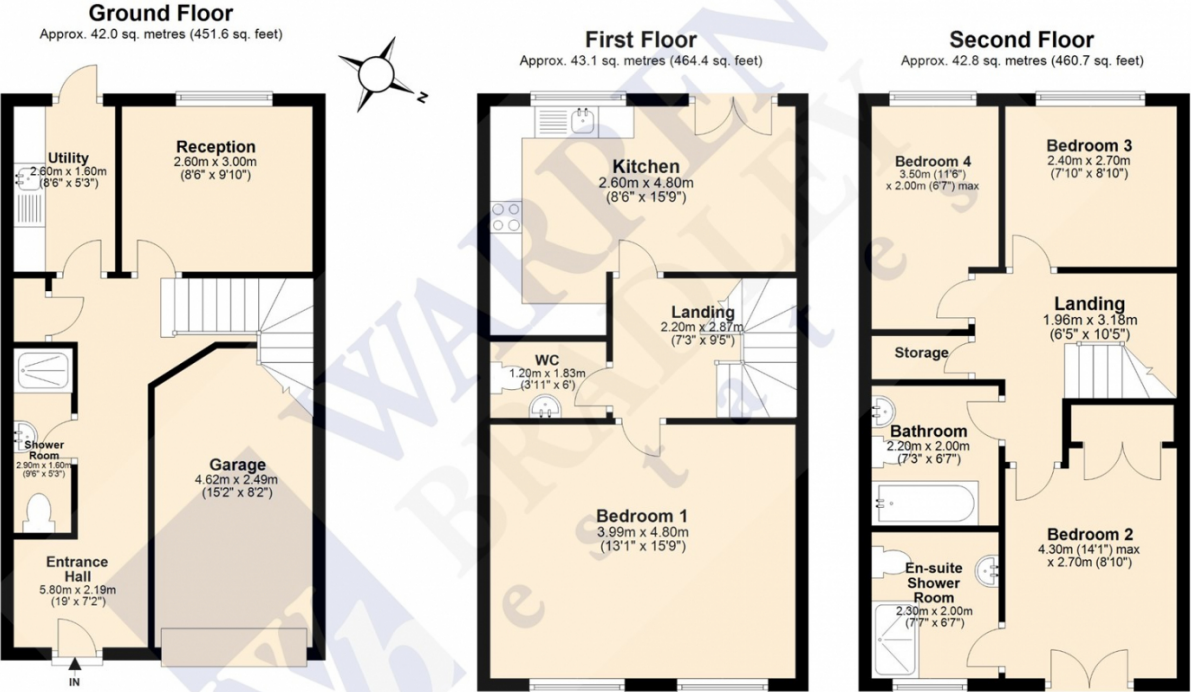 Ground Floor
Approx. 42.0 sq. metres (451.6 sq. feet)
Utility
2.60m x 1.60m
(8'6" x 5'3")
Reception
2.60m x 3.00m
(8'6" x 9'10")
Shower
Room
2.90m x 1.60m
(9'6" x 5'3")
Garage
4.62m x 2.49m
(15'2" x 8'2")
Entrance
Hall
5.80m x 2.19m
(19' x 7'2")
IN
N
First Floor
Approx. 43.1 sq. metres (464.4 sq. feet)
Kitchen
2.60m x 4.80m
(8'6" x 15'9")
Landing
2.20m x 2.87m
(7'3" x 9'5")
WC
1.20m x 1.83m
(3'11" x 6')
Bedroom 1
3.99m x 4.80m
(13'1" x 15'9")
Second Floor
Approx. 42.8 sq. metres (460.7 sq. feet)
Bedroom 4
3.50m (11'6")
x 2.00m (6'7") max
Bedroom 3
2.40m x 2.70m
(7'10" x 8'10")
Landing
1.96m x 3.18m
(6'5" x 10'5")
Storage
Bathroom
2.20m x 2.00m
(7'3" x 6'7")
Bedroom 2
4.30m (14'1") max
x 2.70m (8'10")
En-suite
Shower
Room
2.30m x 2.00m
(7'7" x 6'7")
WARREN
BRADLEY
estates